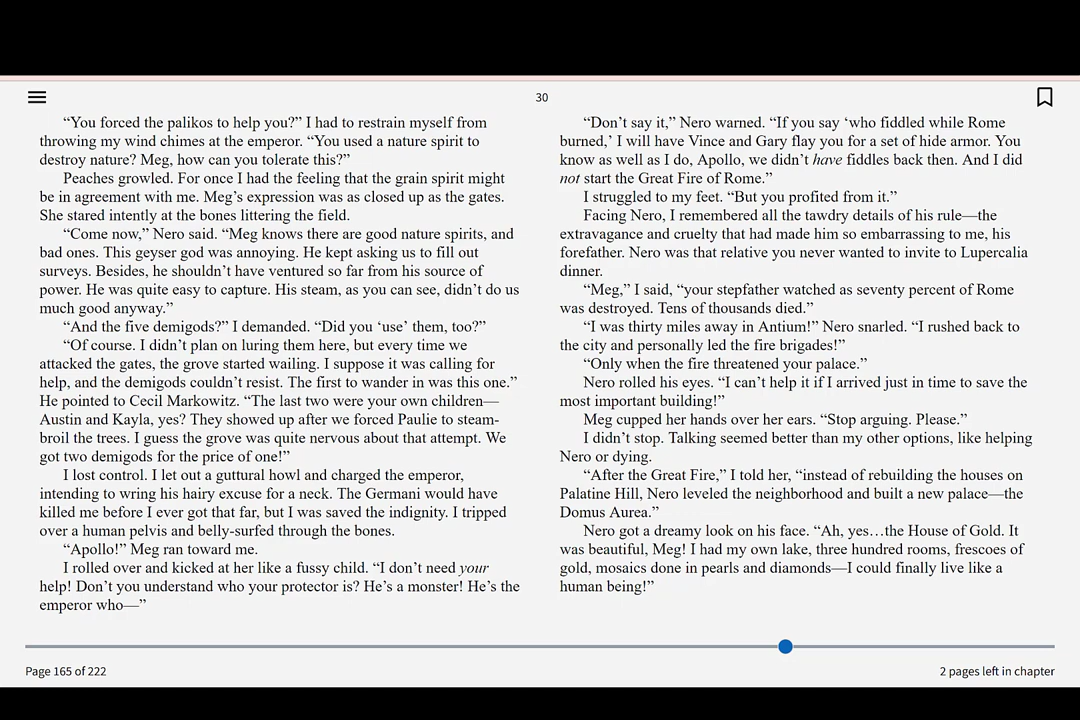 30
“You forced the palikos to help you?” I had to restrain myself from
throwing my wind chimes at the emperor. “You used a nature spirit to
destroy nature? Meg, how can you tolerate this?”
Peaches growled. For once I had the feeling that the grain spirit might
be in agreement with me. Meg’s expression was as closed up as the gates.
She stared intently at the bones littering the field.
“Come now,” Nero said. “Meg knows there are good nature spirits, and
bad ones. This geyser god was annoying. He kept asking us to fill out
surveys. Besides, he shouldn’t have ventured so far from his source of
power. He was quite easy to capture. His steam, as you can see, didn’t do us
much good anyway.”
“And the five demigods?” I demanded. “Did you ‘use’ them, too?”
“Of course. I didn’t plan on luring them here, but every time we
attacked the gates, the grove started wailing. I suppose it was calling for
help, and the demigods couldn’t resist. The first to wander in was this one.”
He pointed to Cecil Markowitz. “The last two were your own children—
Austin and Kayla, yes? They showed up after we forced Paulie to steam-
broil the trees. I guess the grove was quite nervous about that attempt. We
got two demigods for the price of one!”
I lost control. I let out a guttural howl and charged the emperor,
intending to wring his hairy excuse for a neck. The Germani would have
killed me before I ever got that far, but I was saved the indignity. I tripped
over a human pelvis and belly-surfed through the bones.
“Apollo!” Meg ran toward me.
I rolled over and kicked at her like a fussy child. “I don’t need your
help! Don’t you understand who your protector is? He’s a monster! He’s the
emperor who—”
“Don’t say it,” Nero warned. “If you say ‘who fiddled while Rome
burned,’ I will have Vince and Gary flay you for a set of hide armor. You
know as well as I do, Apollo, we didn’t have fiddles back then. And I did
not start the Great Fire of Rome.”
I struggled to my feet. “But you profited from it.”
Facing Nero, I remembered all the tawdry details of his rule—the
extravagance and cruelty that had made him so embarrassing to me, his
forefather. Nero was that relative you never wanted to invite to Lupercalia
dinner.
“Meg,” I said, “your stepfather watched as seventy percent of Rome
was destroyed. Tens of thousands died.”
“I was thirty miles away in Antium!” Nero snarled. “I rushed back to
the city and personally led the fire brigades!”
“Only when the fire threatened your palace.”
Nero rolled his eyes. “I can’t help it if I arrived just in time to save the
most important building!”
Meg cupped her hands over her ears. “Stop arguing. Please.”
I didn’t stop. Talking seemed better than my other options, like helping
Nero or dying.
“After the Great Fire,” I told her, “instead of rebuilding the houses on
Palatine Hill, Nero leveled the neighborhood and built a new palace—the
Domus Aurea.”
Nero got a dreamy look on his face. “Ah, yes…the House of Gold. It
was beautiful, Meg! I had my own lake, three hundred rooms, frescoes of
gold, mosaics done in pearls and diamonds—I could finally live like a
human being!”
Page 165 of 222
2 pages left in chapter